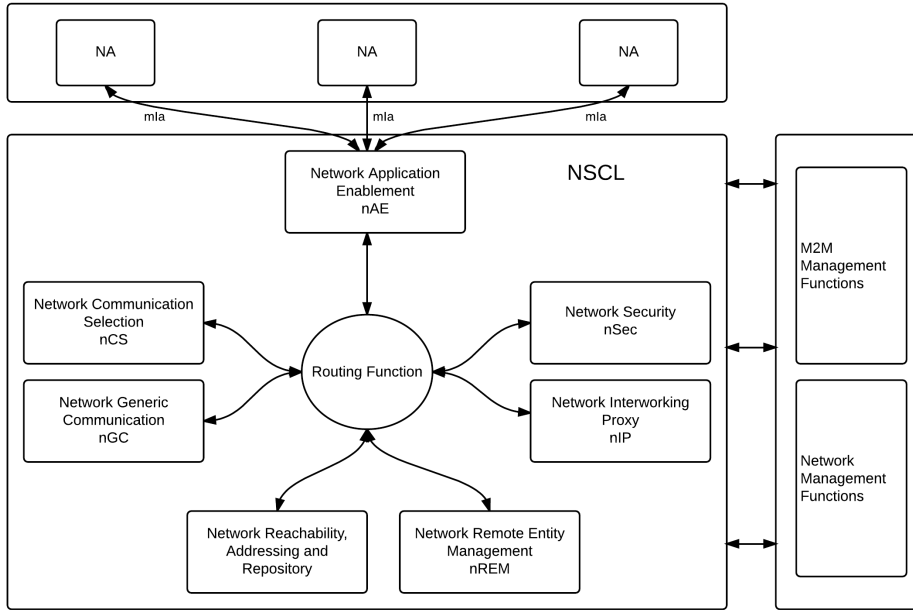 NA
NA
NA
mIa
mIa
mIa
Network Application
Enablement
nAE
NSCL
M2M
Management
Functions
Network Communication
Selection
nCS
Network Security
nSec
Routing Function
Network Generic
Communication
nGC
Network Interworking
Proxy
nIP
Network
Management
Functions
Network Reachability,
Addressing and
Repository
Network Remote Entity
Management
nREM